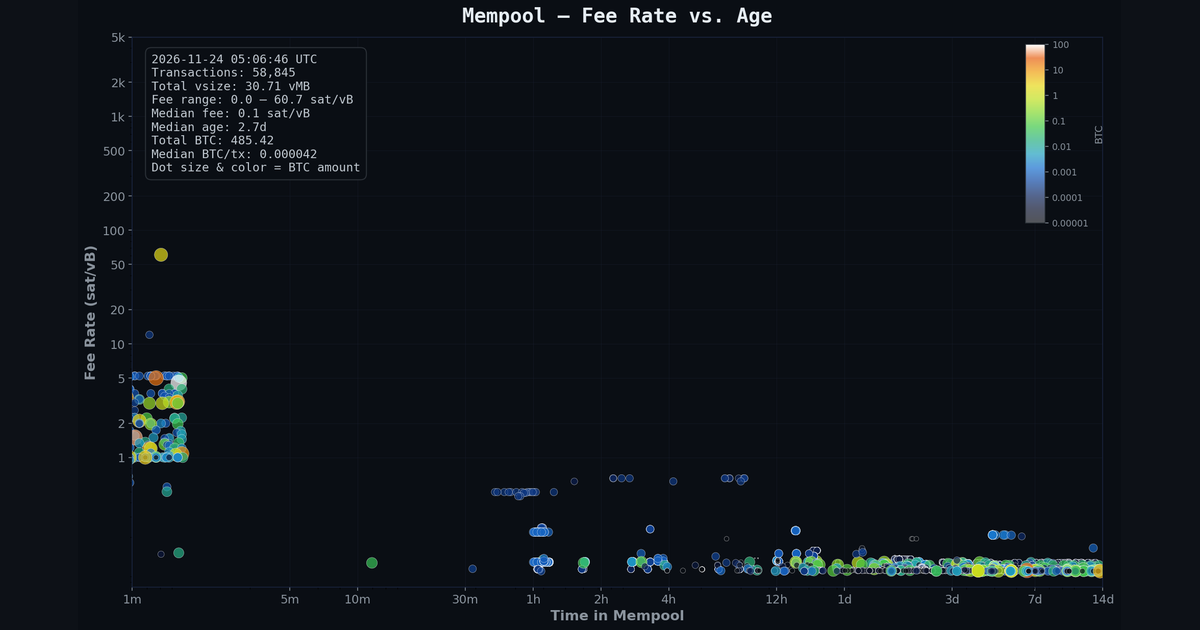 Mempool — Fee Rate vs. Age
2026-11-24 05:06:46 UTC
Transactions: 58,845
Total vsize: 30.71 vMB
Fee range: 0.0 — 60.7 sat/vB
Median fee: 0.1 sat/vB
Median age: 2.7d
Total BTC: 485.42
Median BTC/tx: 0.000042
Dot size & color = BTC amount
5k
2k
1k
500
200
100
50
20
10
5
2
1
Fee Rate (sat/vB)
100
10
1
0.1
0.01
0.001
0.0001
0.00001
BTC
1m 5m 10m 30m 1h 2h 4h 12h 1d 3d 7d 14d
Time in Mempool